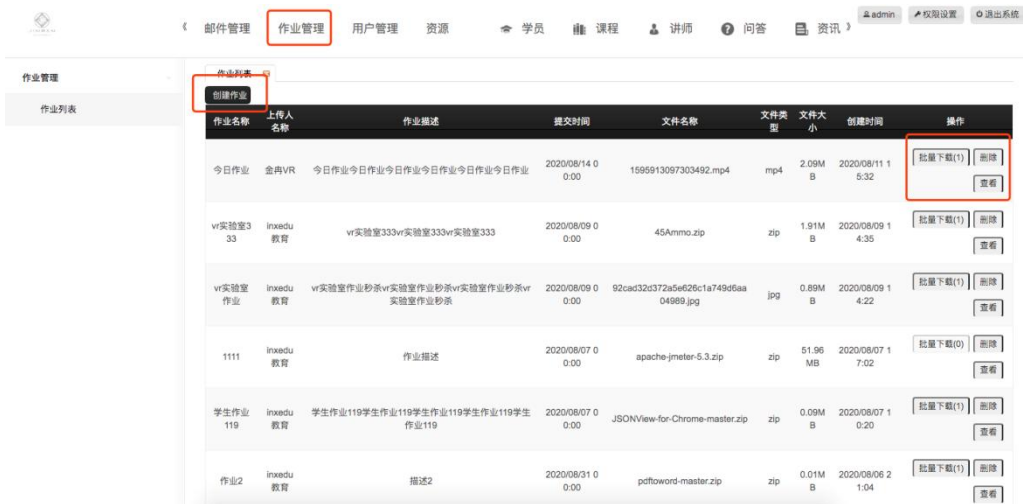 admin 权限设置 退出系统
《 邮件管理 作业管理 用户管理 资源 学员 课程 讲师 问答 资讯 》
作业管理
作业列表
作业列表
创建作业
作业名称 上传人名称 作业描述 提交时间 文件名称 文件类型 文件大小 创建时间 操作
今日作业 金冉VR 今日作业今日作业今日作业今日作业今日作业今日作业 2020/08/14 00:00 1595913097303492.mp4 mp4 2.09MB 2020/08/11 15:32 批量下载(1) 删除 查看
vr实验室333 inxedu教育 vr实验室333vr实验室333vr实验室333 2020/08/09 00:00 45Ammo.zip zip 1.91MB 2020/08/09 14:35 批量下载(1) 删除 查看
vr实验室作业 inxedu教育 vr实验室作业秒杀vr实验室作业秒杀vr实验室作业秒杀vr实验室作业秒杀 2020/08/09 00:00 92cad32d372a5e626c1a749d6aa04989.jpg jpg 0.89MB 2020/08/09 14:22 批量下载(1) 删除 查看
1111 inxedu教育 作业描述 2020/08/07 00:00 apache-jmeter-5.3.zip zip 51.96MB 2020/08/07 17:02 批量下载(0) 删除 查看
学生作业119 inxedu教育 学生作业119学生作业119学生作业119学生作业119学生作业119 2020/08/07 00:00 JSONView-for-Chrome-master.zip zip 0.09MB 2020/08/07 10:20 批量下载(1) 删除 查看
作业2 inxedu教育 描述2 2020/08/31 00:00 pdftoword-master.zip zip 0.01MB 2020/08/06 21:04 批量下载(1) 删除 查看